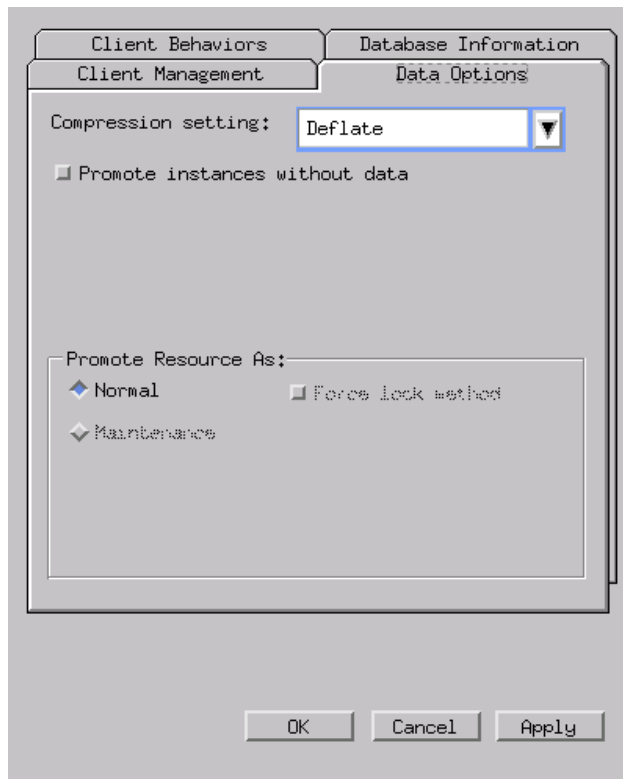 Client Behaviors
Database Information
Client Management
Data Options
Compression setting:
Deflate
Promote instances without data
Promote Resource As:
Normal
Force lock method
Maintenance
OK
Cancel
Apply